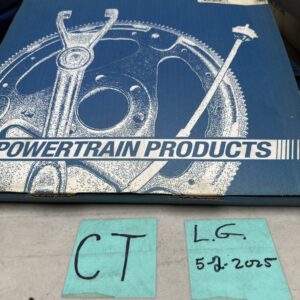 POWERTRAIN PRODUCTS
CT
L.G.
5-2-2025